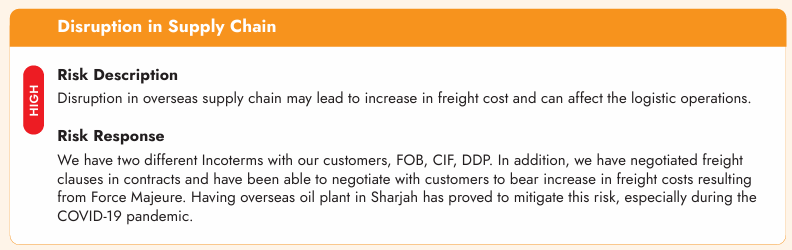 Disruption in Supply Chain
HIGH
Risk Description
Disruption in overseas supply chain may lead to increase in freight cost and can affect the logistic operations.
Risk Response
We have two different Incoterms with our customers, FOB, CIF, DDP. In addition, we have negotiated freight
clauses in contracts and have been able to negotiate with customers to bear increase in freight costs resulting
from Force Majeure. Having overseas oil plant in Sharjah has proved to mitigate this risk, especially during the
COVID-19 pandemic.